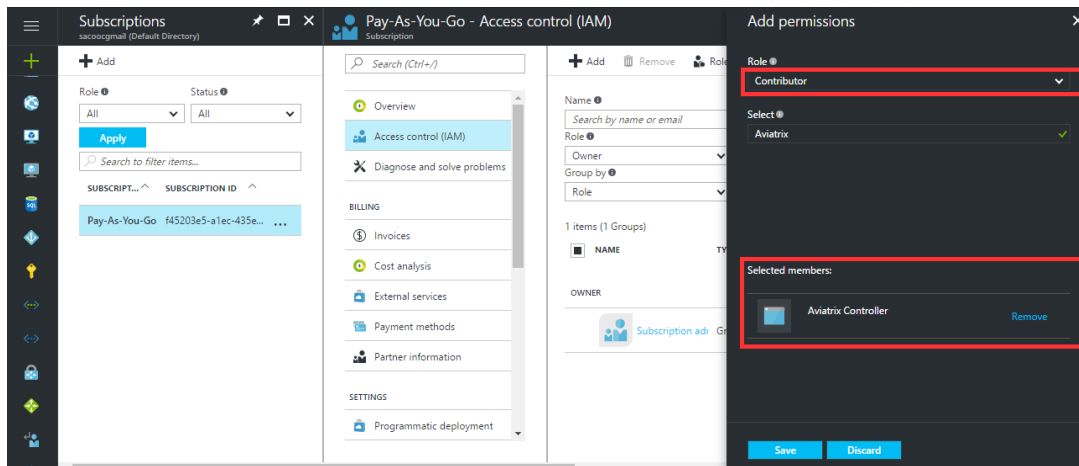 Subscriptions
sacoocgmail (Default Directory)
Add
Role
Status
All
All
Apply
Search to filter items...
SUBSCRIPT...
SUBSCRIPTION ID
Pay-As-You-Go
f45203e5-a1ec-435e...
...
Pay-As-You-Go - Access control (IAM)
Subscription
Search (Ctrl+/)
Overview
Access control (IAM)
Diagnose and solve problems
BILLING
Invoices
Cost analysis
External services
Payment methods
Partner information
SETTINGS
Programmatic deployment
Add
Remove
Role
Name
Search by name or email
Role
Owner
Group by
Role
1 items (1 Groups)
NAME
TY
OWNER
Subscription adı
Gr
Add permissions
Role
Contributor
Select
Aviatrix
Selected members:
Aviatrix Controller
Remove
Save
Discard
SQL